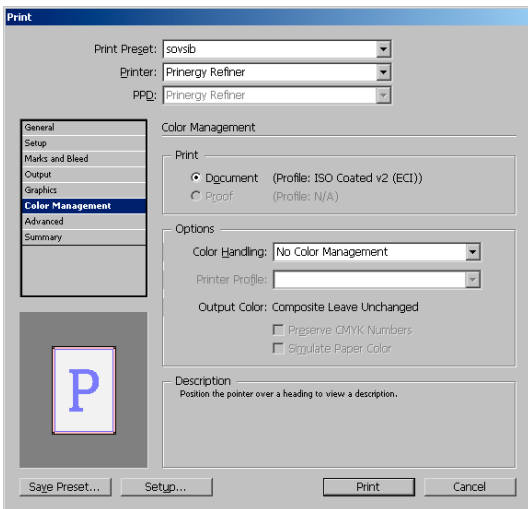 Print
Print Preset: sovsib
Printer: Prinergy Refiner
PPD: Prinergy Refiner
General
Setup
Marks and Bleed
Output
Graphics
Color Management
Advanced
Summary
Color Management
Print
Document (Profile: ISO Coated v2 (ECI))
Proof (Profile: N/A)
Options
Color Handling: No Color Management
Printer Profile:
Output Color: Composite Leave Unchanged
Preserve CMYK Numbers
Simulate Paper Color
Description
Position the pointer over a heading to view a description.
P
Save Preset... Setup... Print Cancel